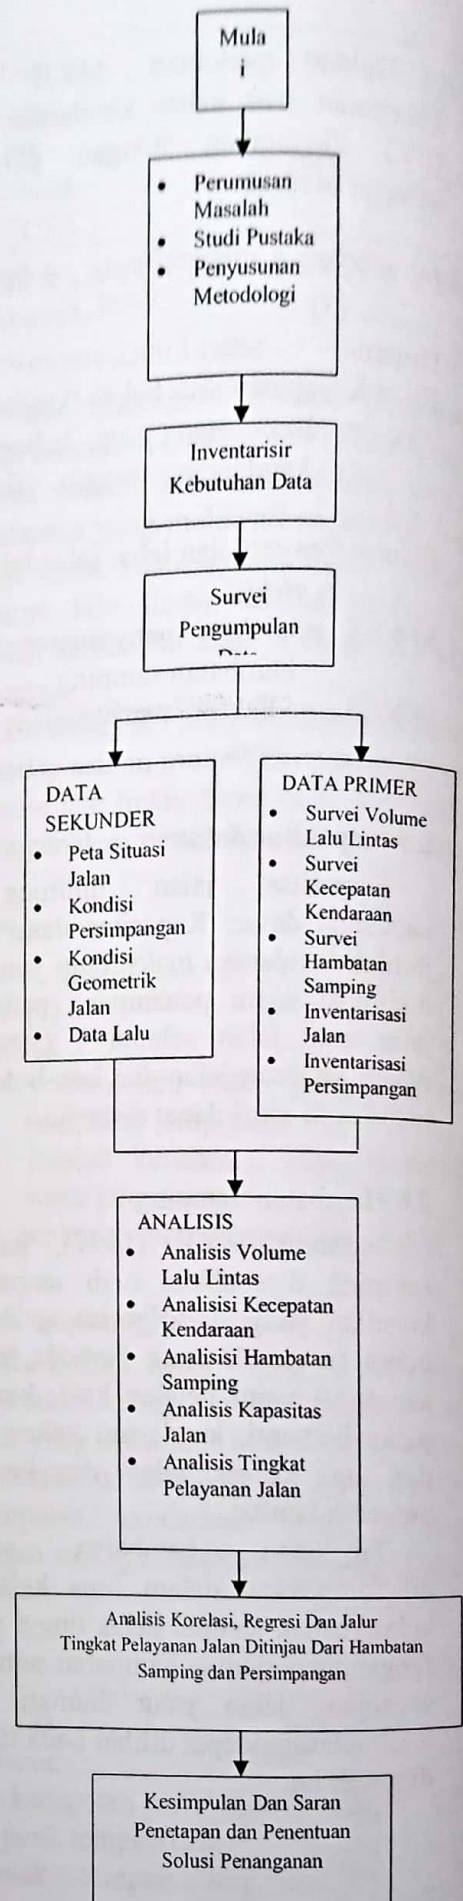 Mula
i
• Perumusan
Masalah
• Studi Pustaka
• Penyusunan
Metodologi
Inventarisir
Kebutuhan Data
Survei
Pengumpulan
DATA
SEKUNDER
• Peta Situasi
Jalan
• Kondisi
Persimpangan
• Kondisi
Geometrik
Jalan
• Data Lalu
DATA PRIMER
• Survei Volume
Lalu Lintas
• Survei
Kecepatan
Kendaraan
• Survei
Hambatan
Samping
• Inventarisasi
Jalan
• Inventarisasi
Persimpangan
ANALISIS
• Analisis Volume
Lalu Lintas
• Analisisi Kecepatan
Kendaraan
• Analisisi Hambatan
Samping
• Analisis Kapasitas
Jalan
• Analisis Tingkat
Pelayanan Jalan
Analisis Korelasi, Regresi Dan Jalur
Tingkat Pelayanan Jalan Ditinjau Dari Hambatan
Samping dan Persimpangan
Kesimpulan Dan Saran
Penetapan dan Penentuan
Solusi Penanganan